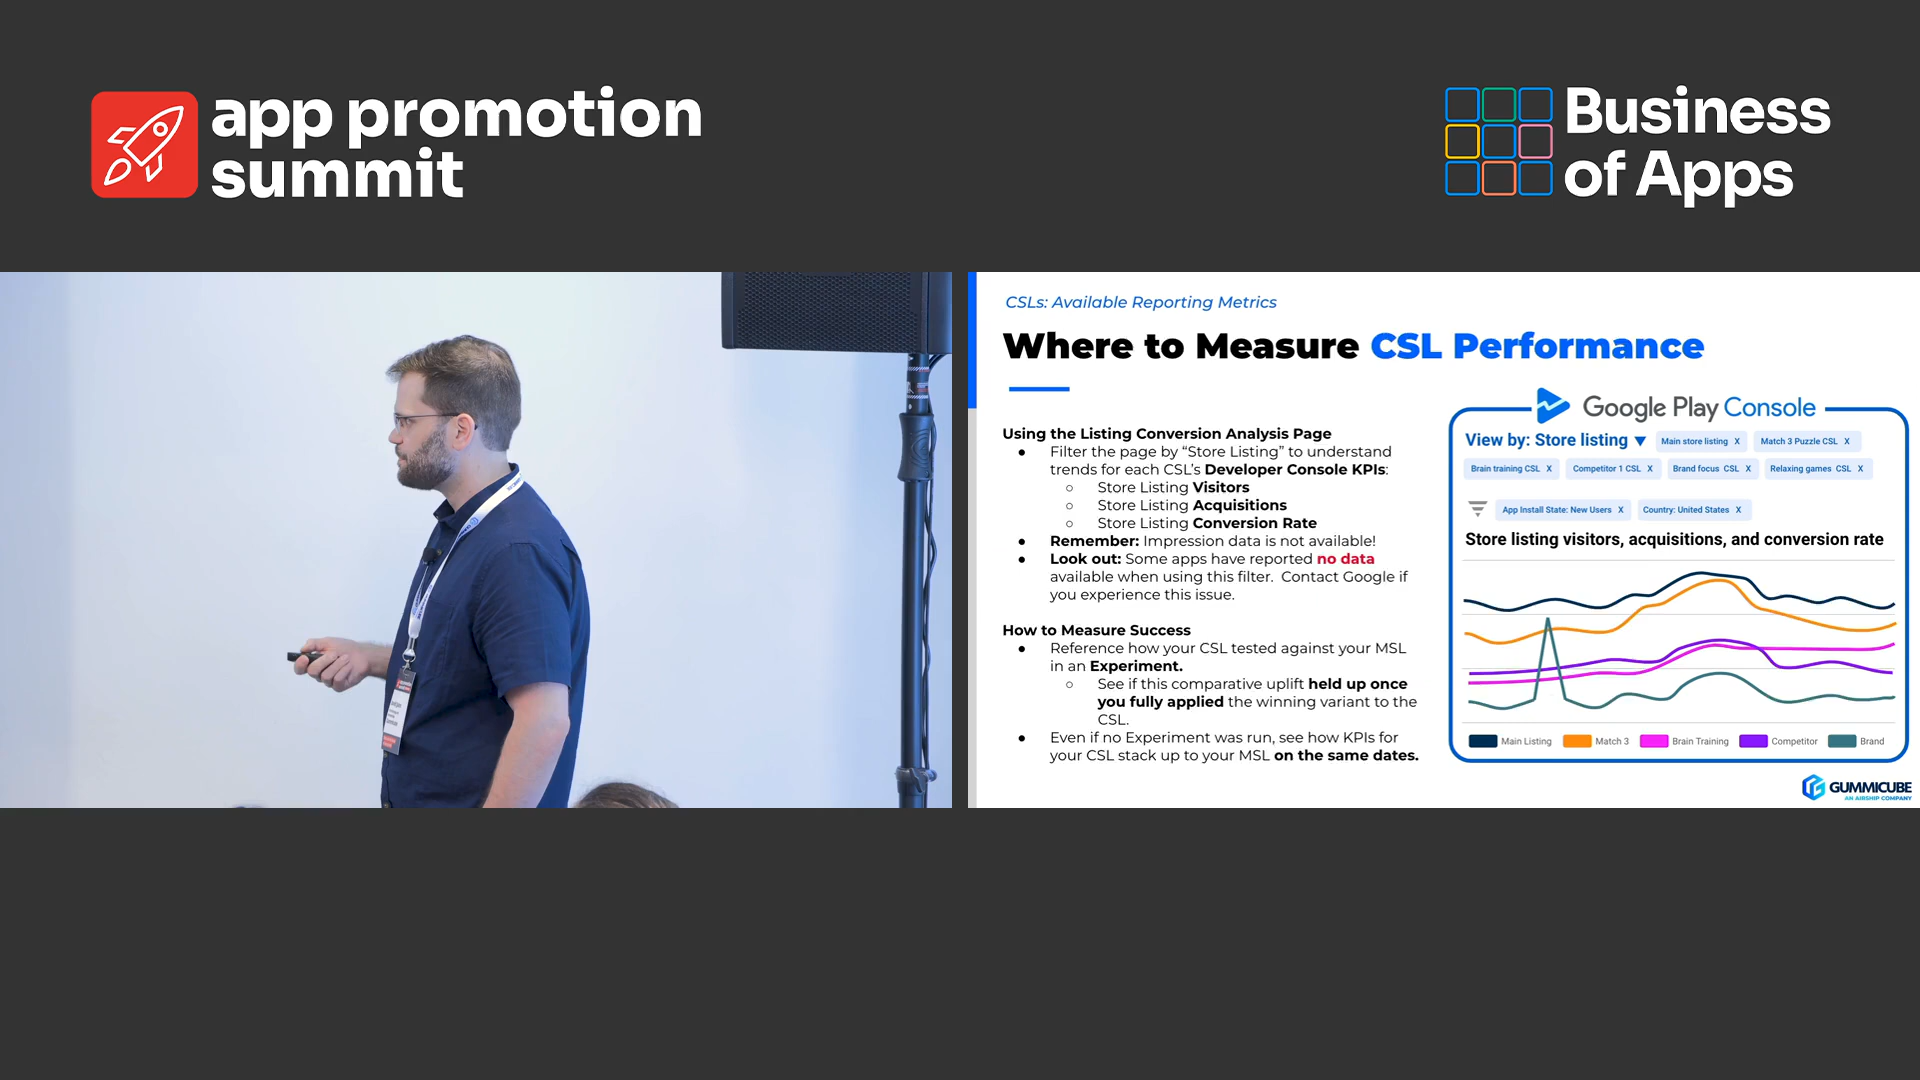 app promotion
summit
Business
of Apps
CSLs: Available Reporting Metrics
Where to Measure CSL Performance
Using the Listing Conversion Analysis Page
● Filter the page by “Store Listing” to understand
trends for each CSL’s Developer Console KPIs:
○ Store Listing Visitors
○ Store Listing Acquisitions
○ Store Listing Conversion Rate
● Remember: Impression data is not available!
● Look out: Some apps have reported no data
available when using this filter. Contact Google if
you experience this issue.
How to Measure Success
● Reference how your CSL tested against your MSL
in an Experiment.
○ See if this comparative uplift held up once
you fully applied the winning variant to the
CSL.
● Even if no Experiment was run, see how KPIs for
your CSL stack up to your MSL on the same dates.
Google Play Console
View by: Store listing ▼ Main store listing X Match 3 Puzzle CSL X
Brain training CSL X Competitor 1 CSL X Brand focus CSL X Relaxing games CSL X
App Install State: New Users X Country: United States X
Store listing visitors, acquisitions, and conversion rate
Main Listing Match 3 Brain Training Competitor Brand
GUMMICUBE
AN AIRSHIP COMPANY